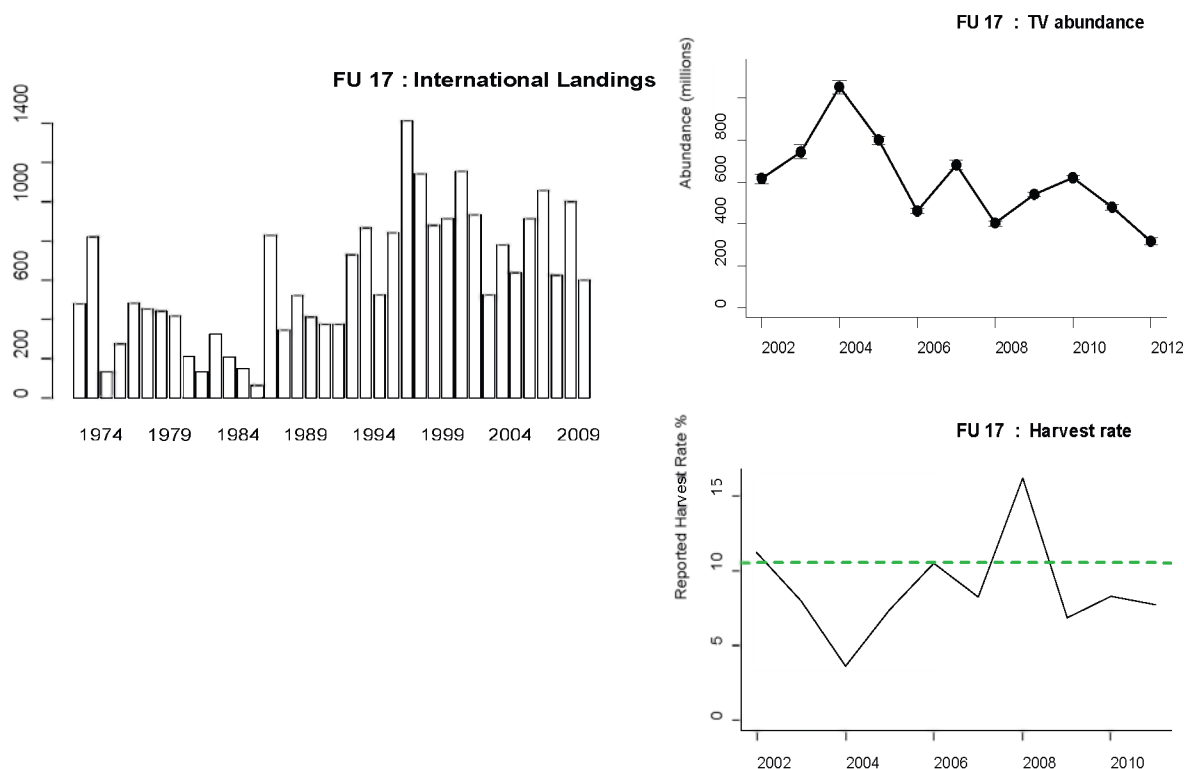 FU 17 : International Landings
1400
1000
600
200
0
1974 1979 1984 1989 1994 1999 2004 2009
FU 17 : TV abundance
Abundance (millions)
800
600
400
200
0
2002 2004 2006 2008 2010 2012
FU 17 : Harvest rate
Reported Harvest Rate %
15
10
5
0
2002 2004 2006 2008 2010